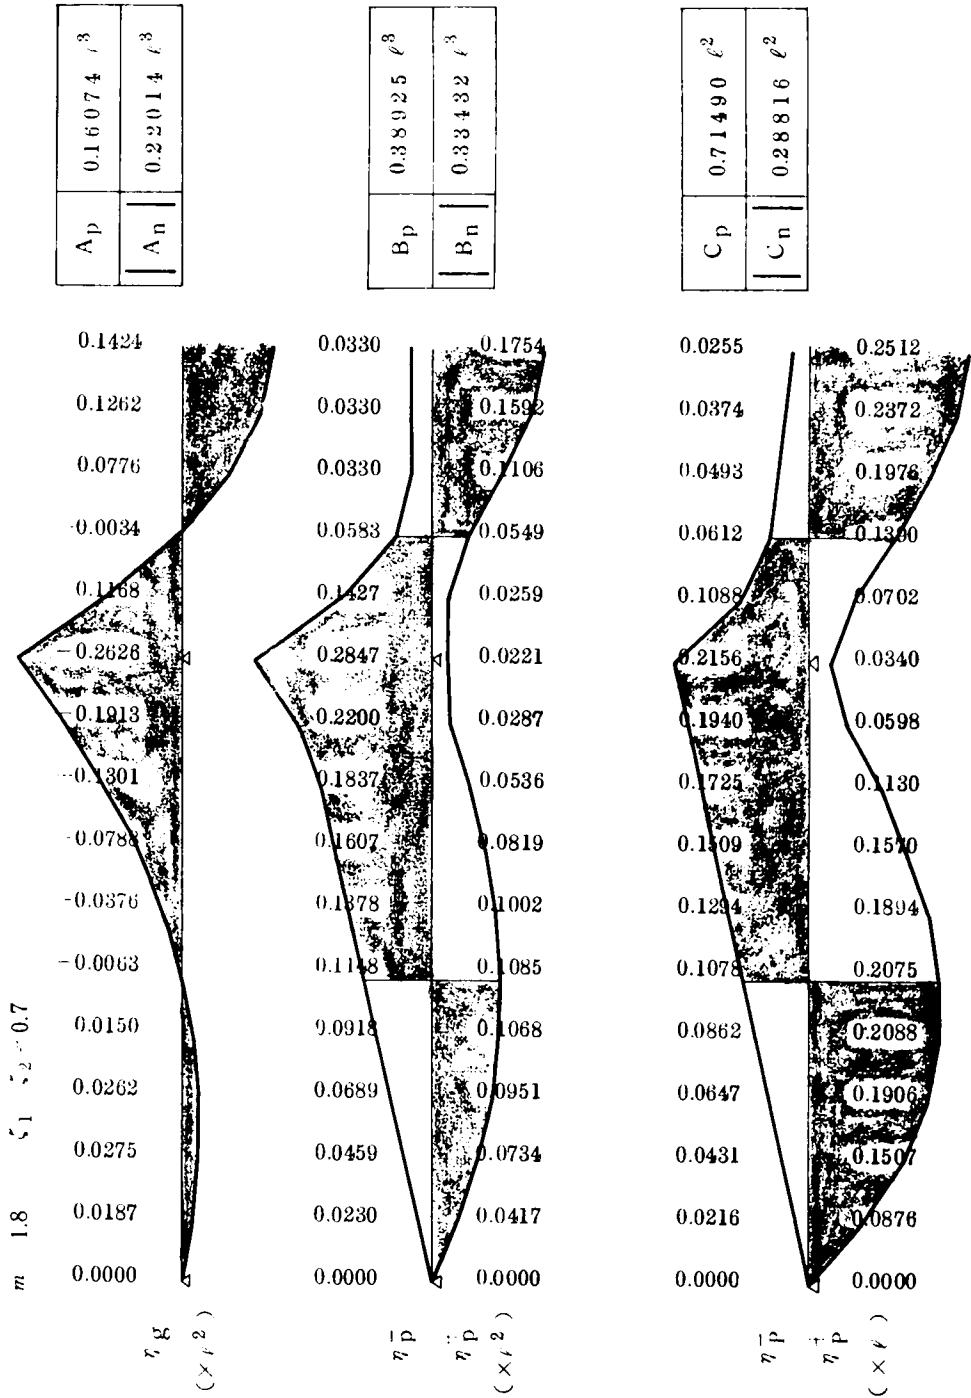 A p 0.16074 ℓ³
|A n| 0.22014 ℓ³
B p 0.38925 ℓ³
|B n| 0.33432 ℓ³
C p 0.71490 ℓ²
|C n| 0.28816 ℓ²
0.1424 0.0330 0.1754 0.0255 0.2512
0.1262 0.0330 0.1592 0.0374 0.2372
0.0776 0.0330 0.1106 0.0493 0.1976
-0.0034 0.0583 0.0549 0.0612 0.1390
0.1168 0.1427 0.0259 0.1088 0.0702
-0.2626 0.2847 0.0221 0.2156 0.0340
-0.1913 0.2200 0.0287 0.1940 0.0598
-0.1301 0.1837 0.0536 0.1725 0.1130
-0.0788 0.1607 0.0819 0.1509 0.1570
-0.0376 0.1378 0.1002 0.1294 0.1894
-0.0063 0.1148 0.1085 0.1078 0.2075
0.0150 0.0918 0.1068 0.0862 0.2088
0.0262 0.0689 0.0951 0.0647 0.1906
0.0275 0.0459 0.0734 0.0431 0.1507
0.0187 0.0230 0.0417 0.0216 0.0876
0.0000 0.0000 0.0000 0.0000 0.0000
m 1.8 ζ1 ζ2 0.7
η g
(×ℓ²)
η̄ p
η⁺ p
(×ℓ²)
η̄ p
η⁺ p
(×ℓ)